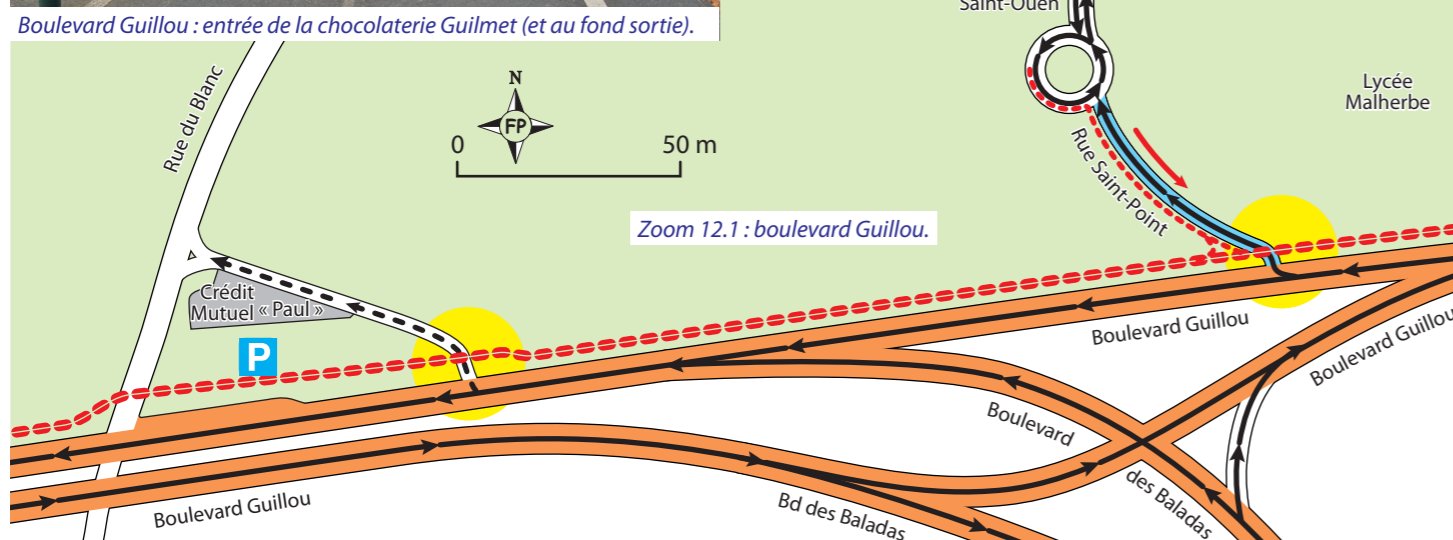 Boulevard Guillou : entrée de la chocolaterie Guilmet (et au fond sortie).
Saint-Ouen
Lycée
Malherbe
Rue du Blanc
N
FP
0 50 m
Rue Saint-Point
Zoom 12.1 : boulevard Guillou.
Crédit
Mutuel « Paul »
P
Boulevard Guillou
Boulevard Guillou
Boulevard
des Baladas
Boulevard Guillou
Bd des Baladas